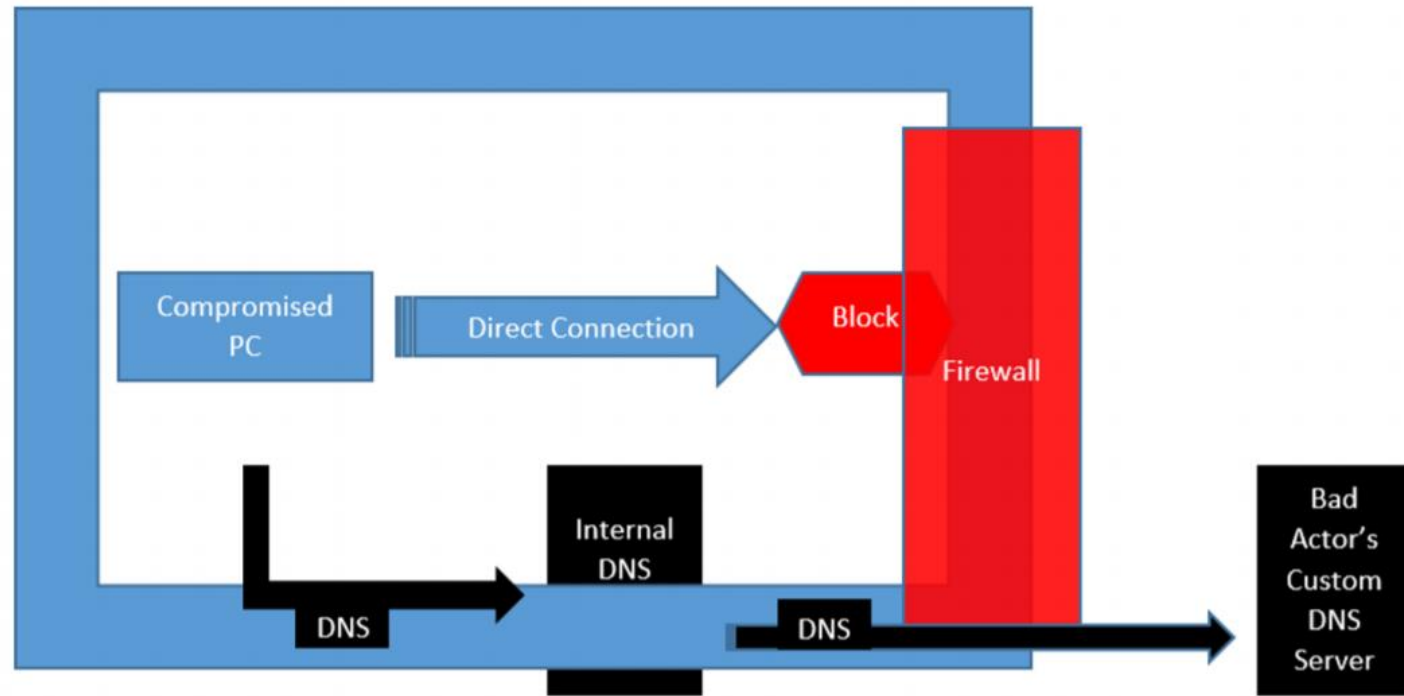 Compromised
PC
Direct Connection
Block
Firewall
Internal
DNS
DNS
DNS
Bad
Actor’s
Custom
DNS
Server